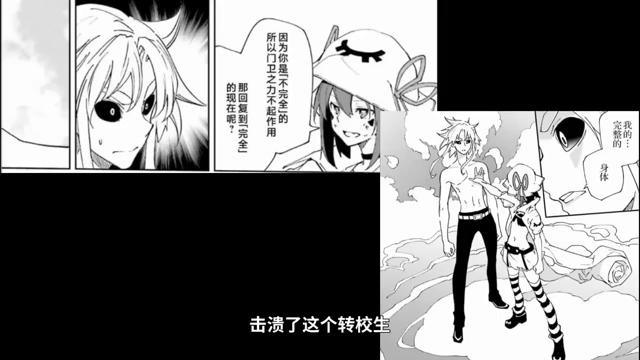 因为你是「不完全」的
所以门卫之力不起作用
那回复到「完全」
的现在呢？
我的…
完整的
身体
击溃了这个转校生